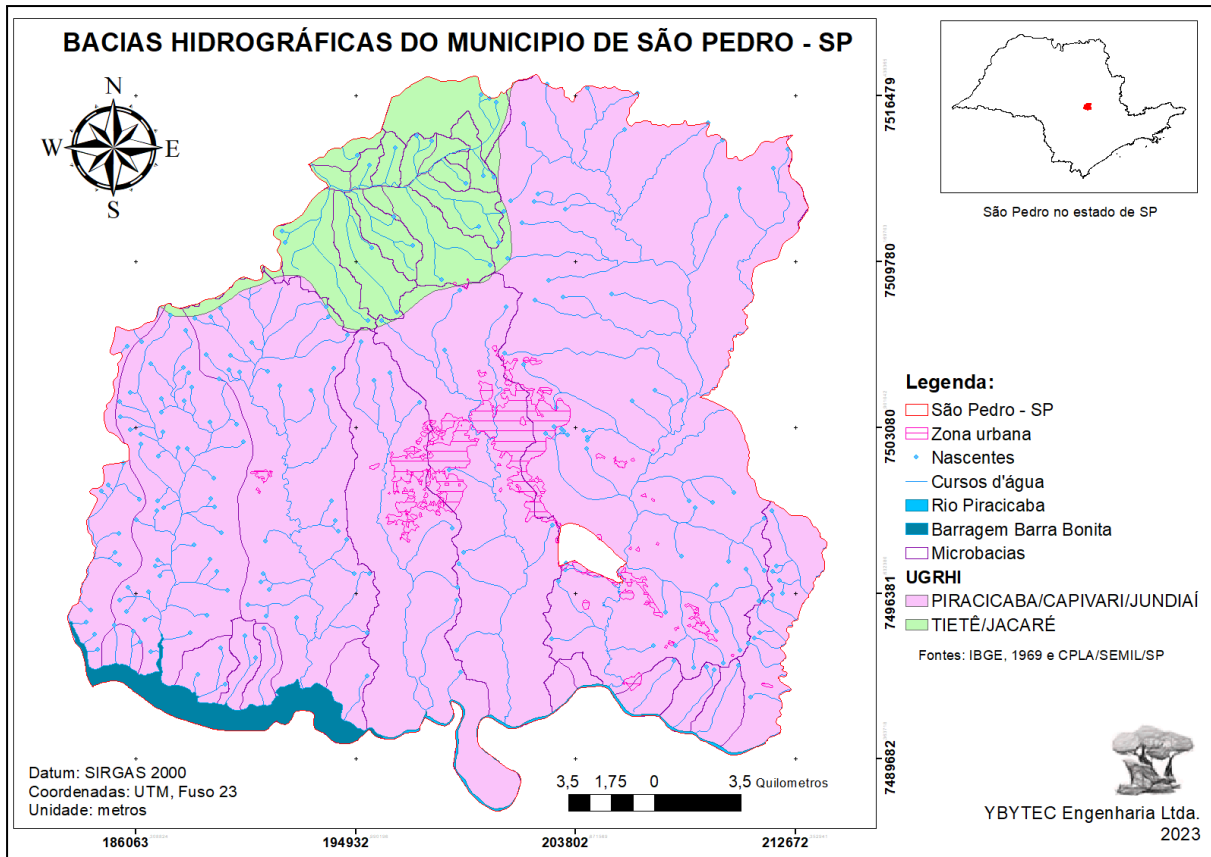 BACIAS HIDROGRÁFICAS DO MUNICIPIO DE SÃO PEDRO - SP
N
W E
S
São Pedro no estado de SP
7516479
7509780
7503080
7496381
7489682
Legenda:
São Pedro - SP
Zona urbana
Nascentes
Cursos d'água
Rio Piracicaba
Barragem Barra Bonita
Microbacias
UGRHI
PIRACICABA/CAPIVARI/JUNDIAÍ
TIETÊ/JACARÉ
Fontes: IBGE, 1969 e CPLA/SEMIL/SP
Datum: SIRGAS 2000
Coordenadas: UTM, Fuso 23
Unidade: metros
3,5 1,75 0 3,5 Quilometros
YBYTEC Engenharia Ltda.
2023
186063 194932 203802 212672